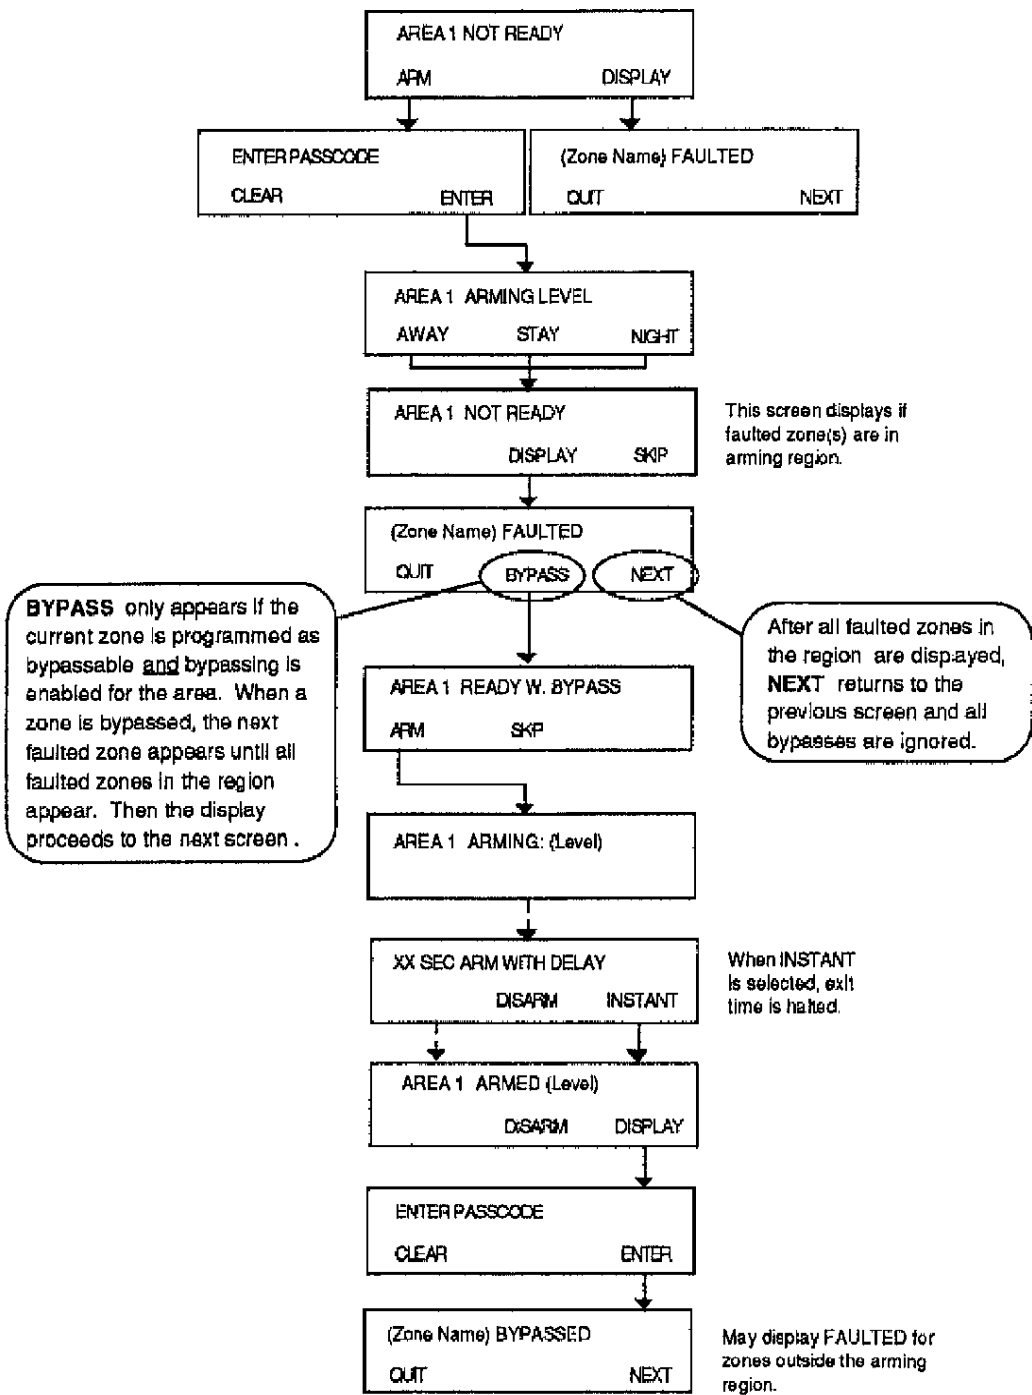 AREA 1 NOT READY
ARM DISPLAY
ENTER PASSCODE
CLEAR ENTER
(Zone Name) FAULTED
QUIT NEXT
AREA 1 ARMING LEVEL
AWAY STAY NIGHT
AREA 1 NOT READY
DISPLAY SKIP
This screen displays if
faulted zone(s) are in
arming region.
(Zone Name) FAULTED
QUIT BYPASS NEXT
BYPASS only appears if the
current zone is programmed as
bypassable and bypassing is
enabled for the area. When a
zone is bypassed, the next
faulted zone appears until all
faulted zones in the region
appear. Then the display
proceeds to the next screen.
After all faulted zones in
the region are displayed,
NEXT returns to the
previous screen and all
bypasses are ignored.
AREA 1 READY W. BYPASS
ARM SKIP
AREA 1 ARMING: (Level)
XX SEC ARM WITH DELAY
DISARM INSTANT
When INSTANT
is selected, exit
time is halted.
AREA 1 ARMED (Level)
DISARM DISPLAY
ENTER PASSCODE
CLEAR ENTER
(Zone Name) BYPASSED
QUIT NEXT
May display FAULTED for
zones outside the arming
region.